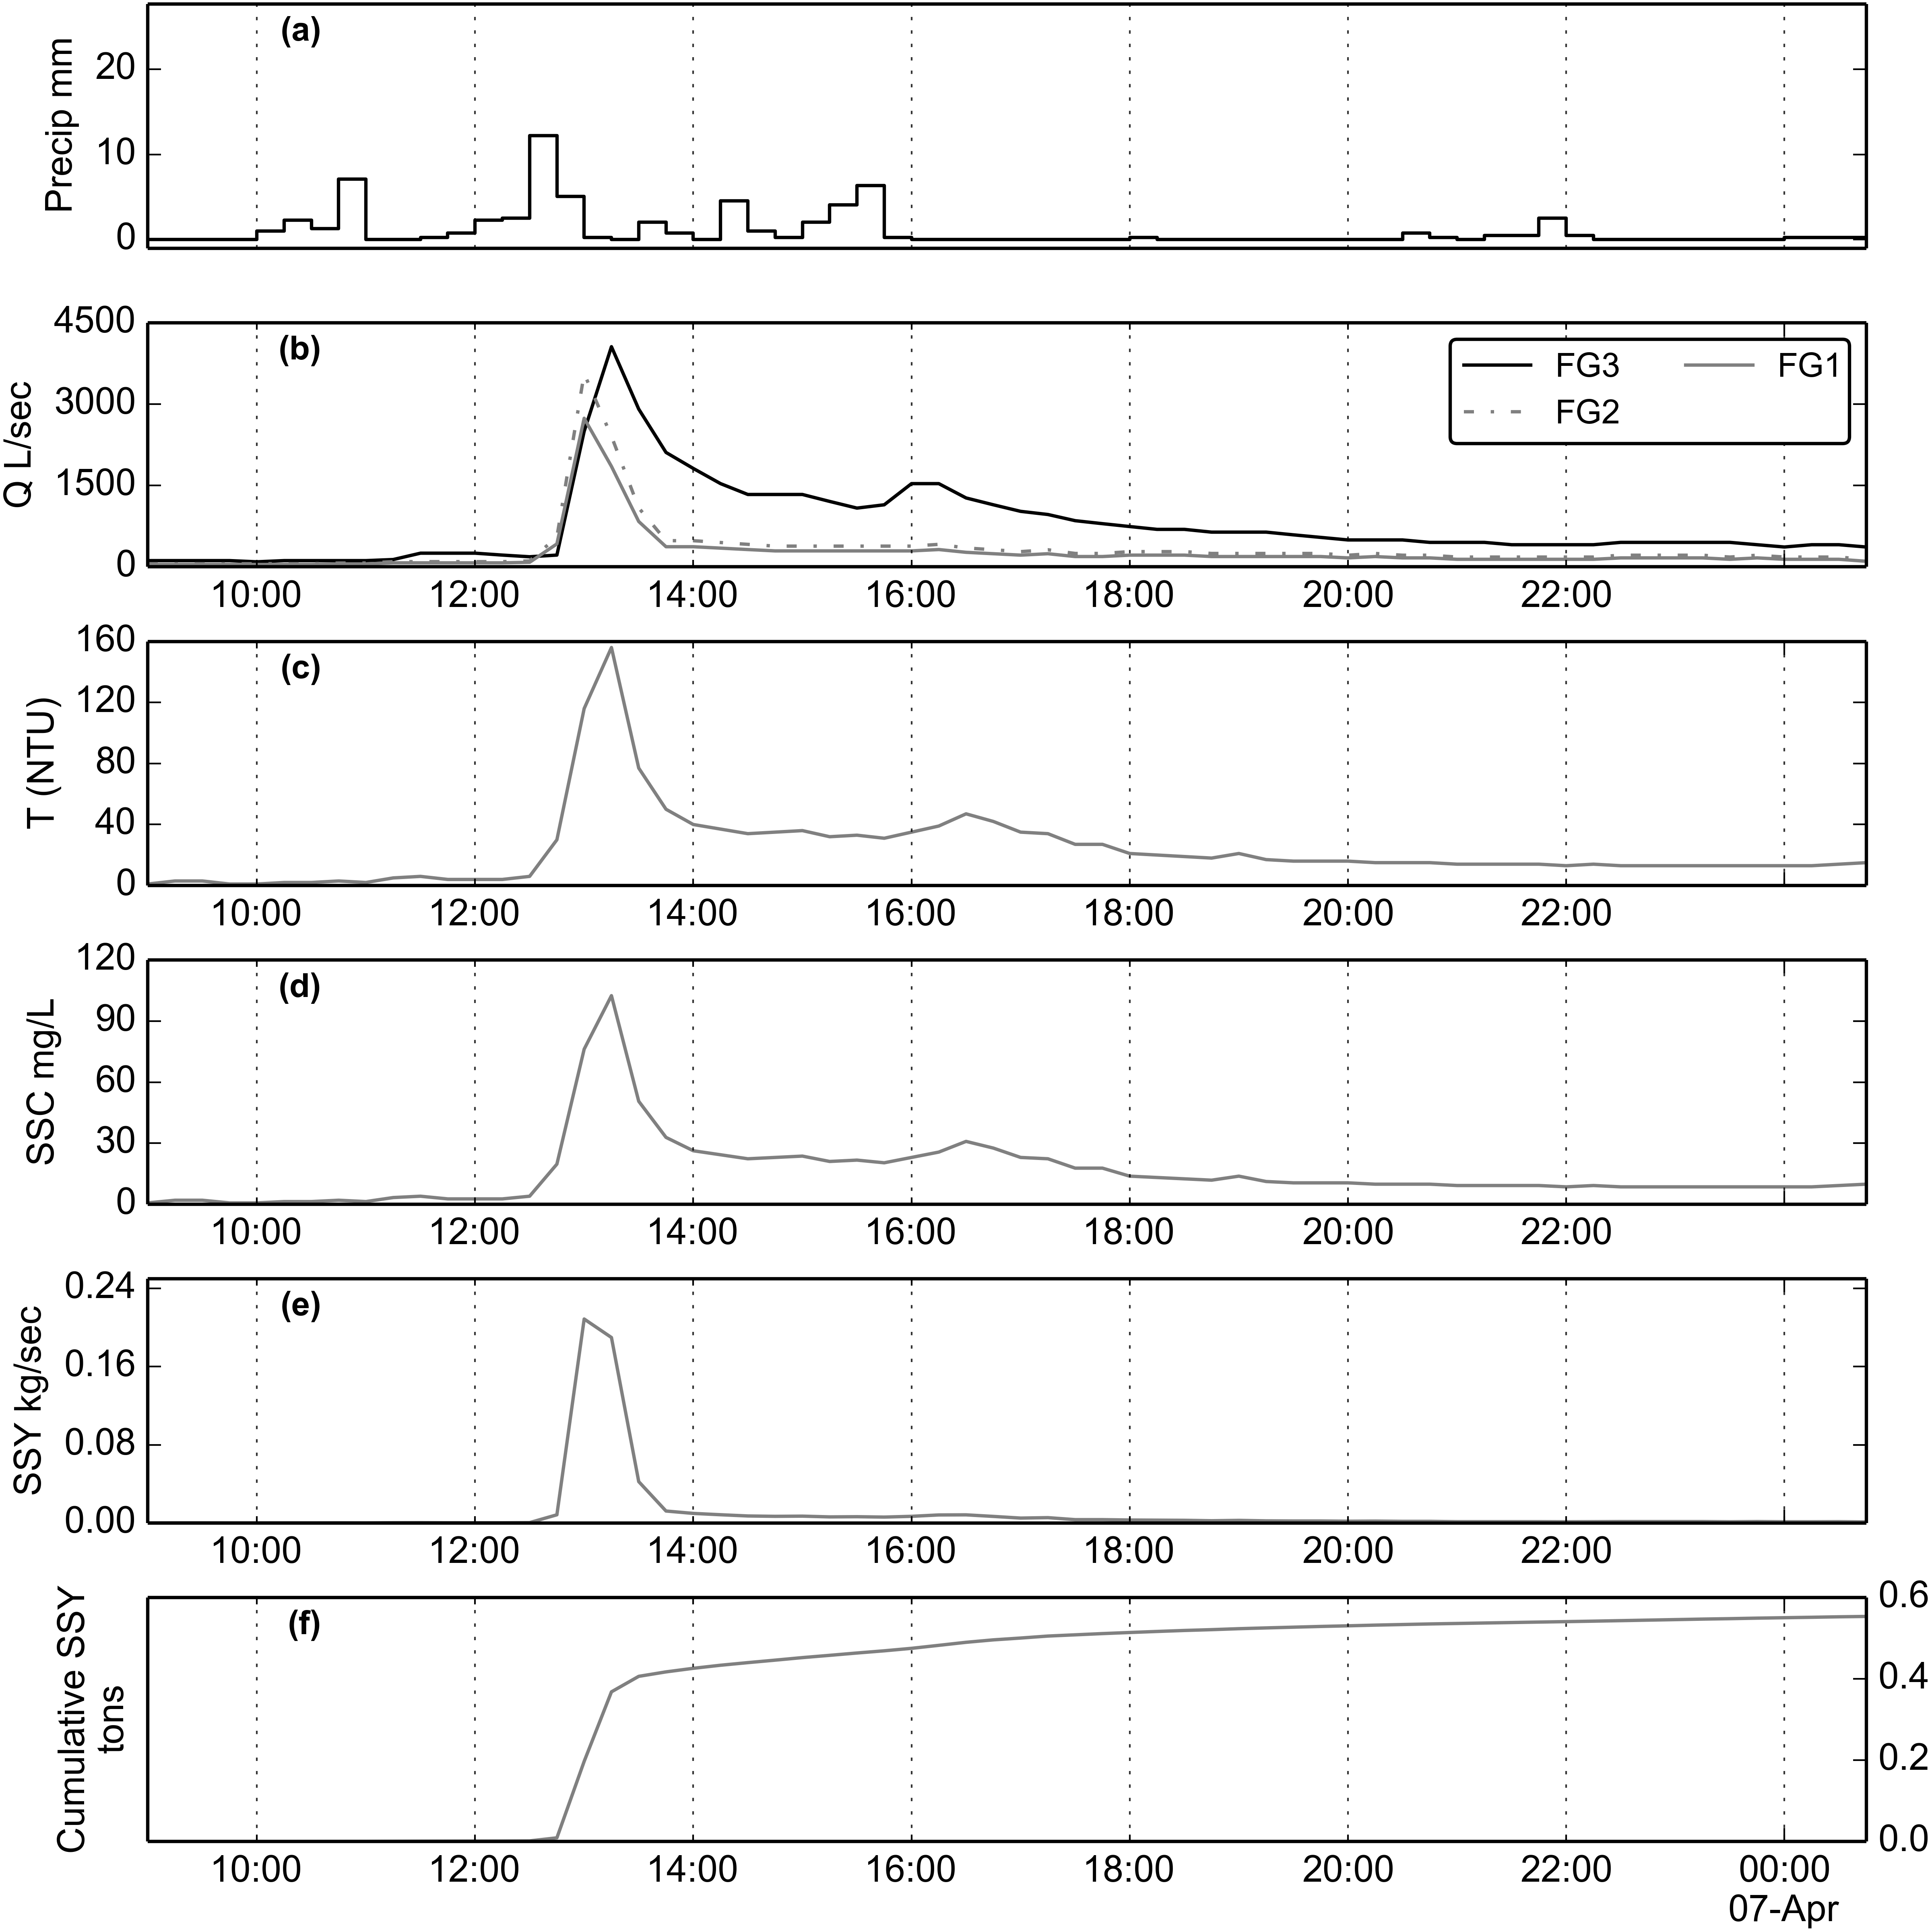 (a)
Precip mm
20
10
0
(b)
Q L/sec
4500
3000
1500
0
FG3 FG1
FG2
10:00 12:00 14:00 16:00 18:00 20:00 22:00
(c)
T (NTU)
160
120
80
40
0
10:00 12:00 14:00 16:00 18:00 20:00 22:00
(d)
SSC mg/L
120
90
60
30
0
10:00 12:00 14:00 16:00 18:00 20:00 22:00
(e)
SSY kg/sec
0.24
0.16
0.08
0.00
10:00 12:00 14:00 16:00 18:00 20:00 22:00
(f)
Cumulative SSY
tons
0.6
0.4
0.2
0.0
10:00 12:00 14:00 16:00 18:00 20:00 22:00 00:00
07-Apr